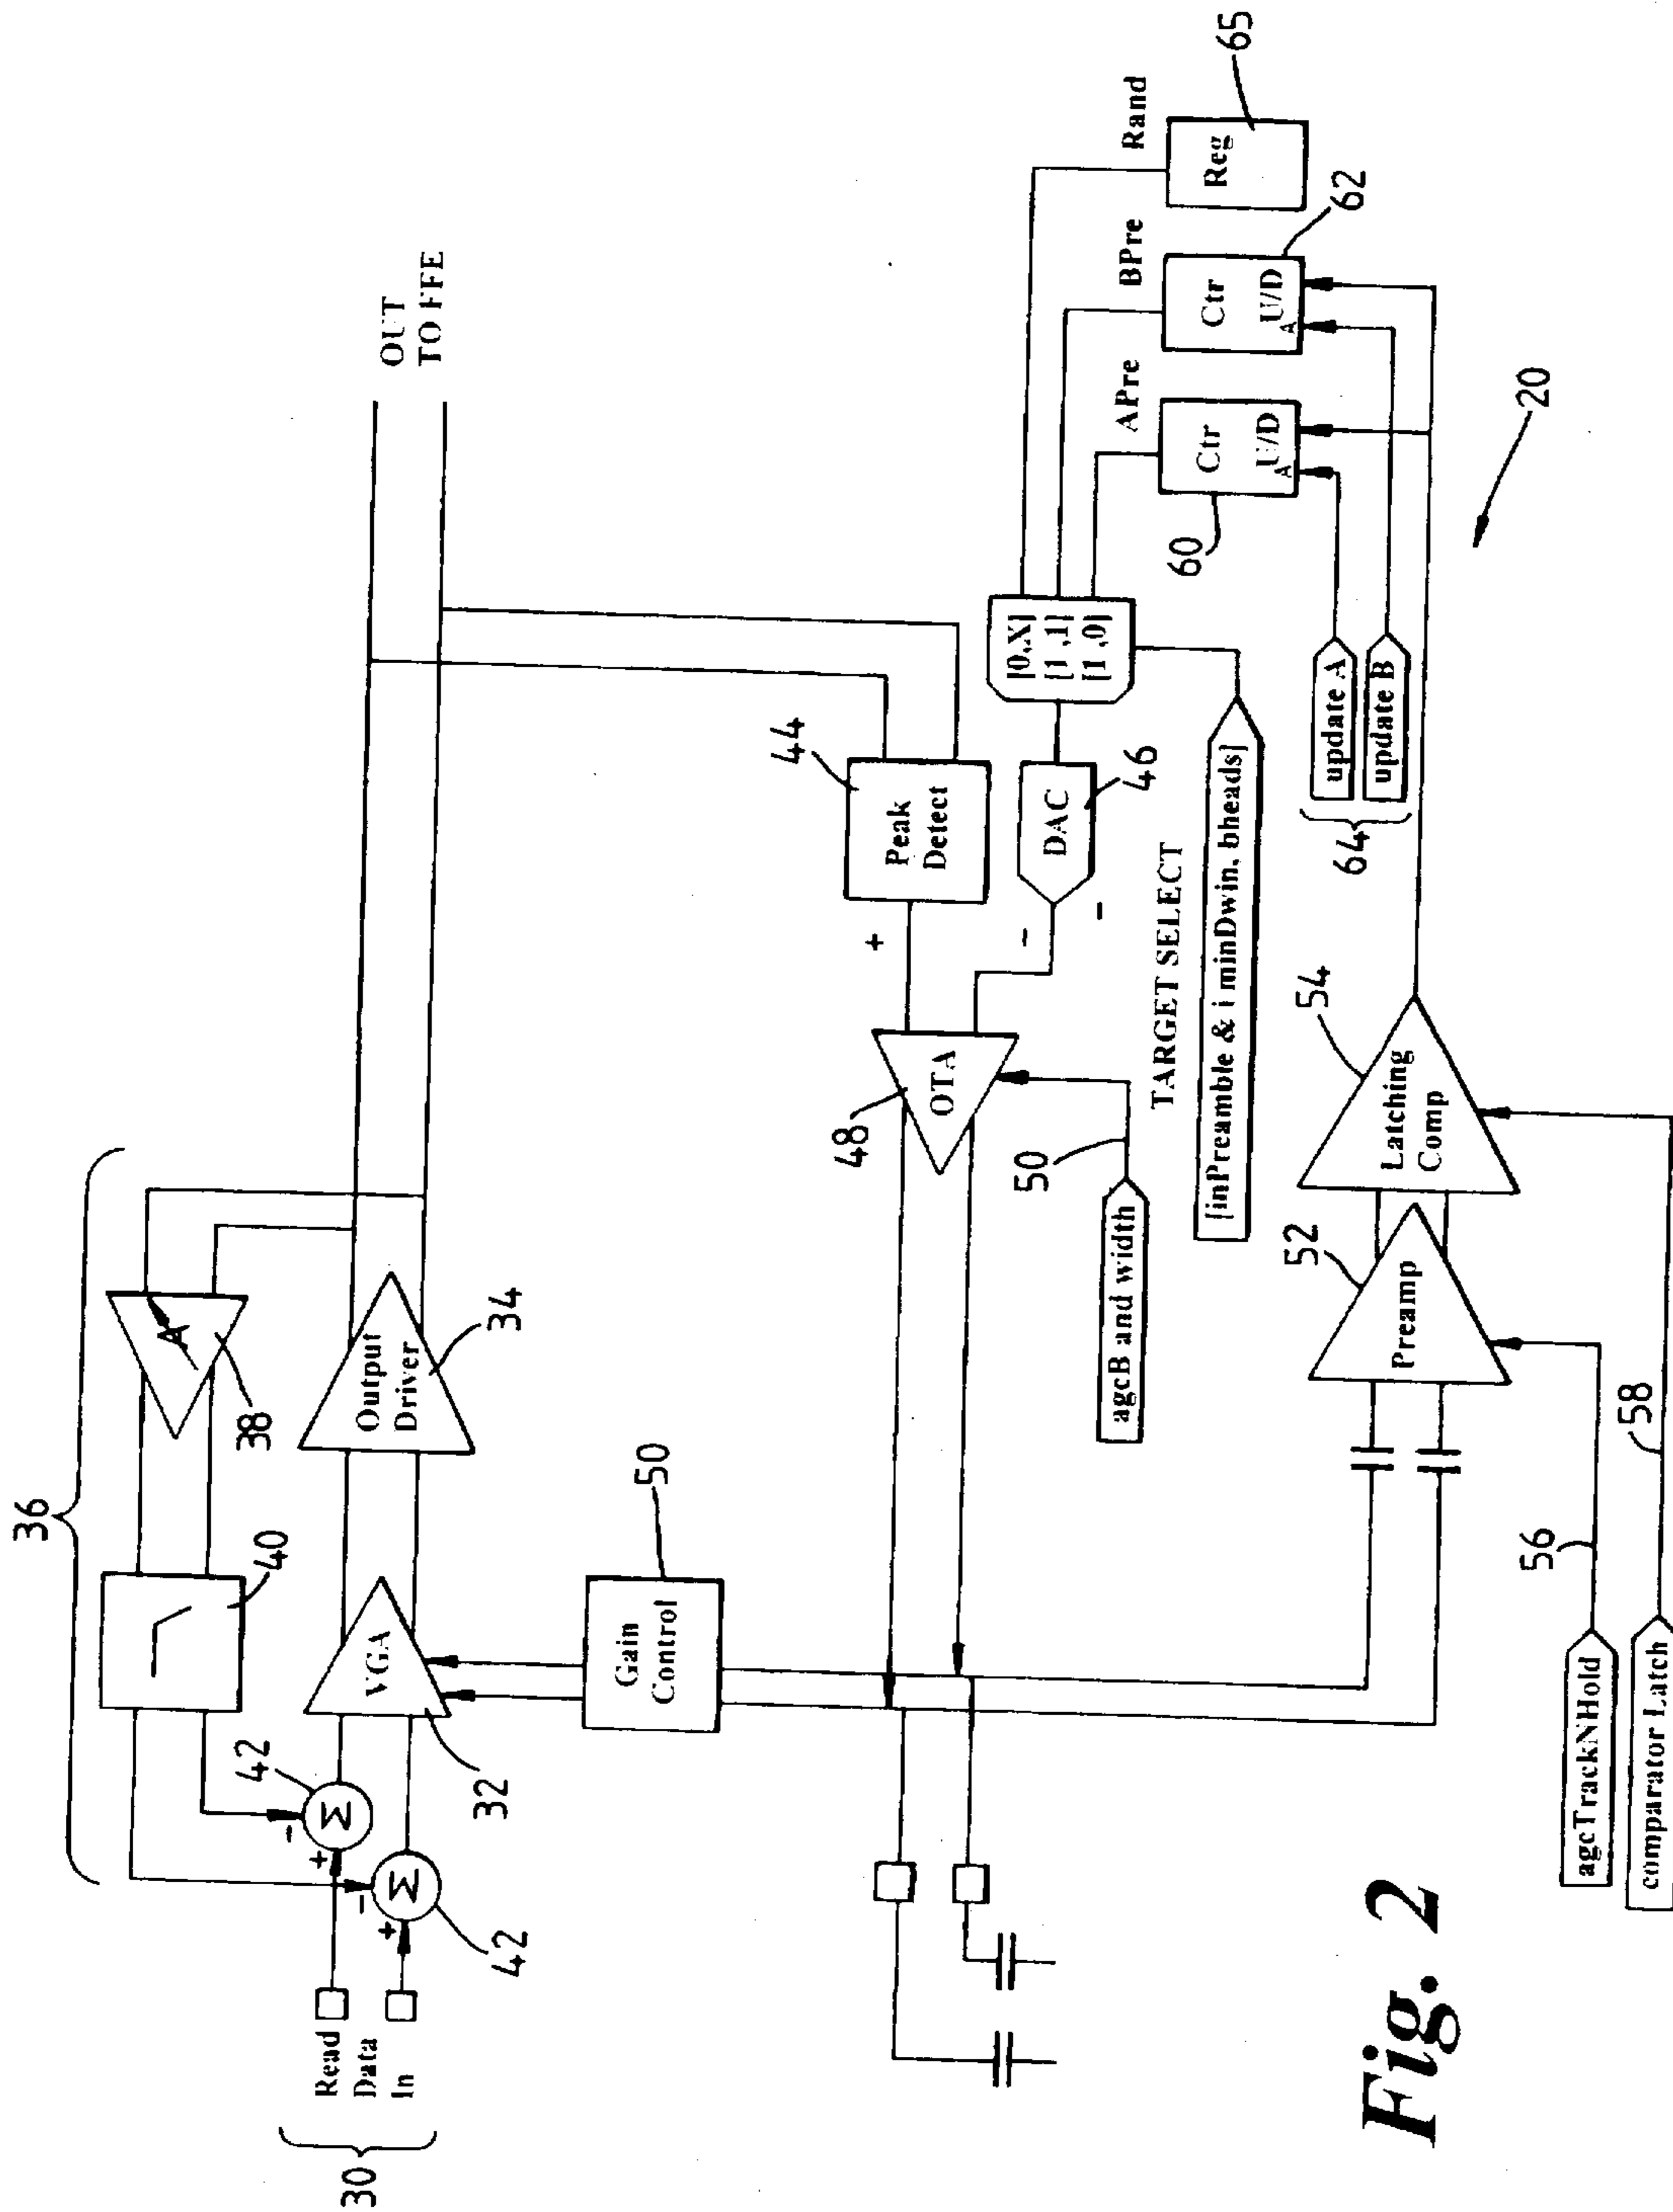 36
40
38
Read
Data
In
30
42
42
+
-
+
-
Σ
Σ
VGA
32
Output
Driver
34
OUT
TO FFE
Gain
Control
50
44
Peak
Detect
+
-
-
OTA
48
DAC
46
50
agcB and width
TARGET SELECT
[inPreamble & i minDwin, bheads]
[0,X]
[1,1]
[1,0]
APre
BPre
Rand
Ctr
U/D
A
60
Ctr
U/D
A
62
Reg
65
update A
update B
64
Preamp
52
Latching
Comp
54
agcTrackNHold
56
comparator Latch
58
20
Fig. 2